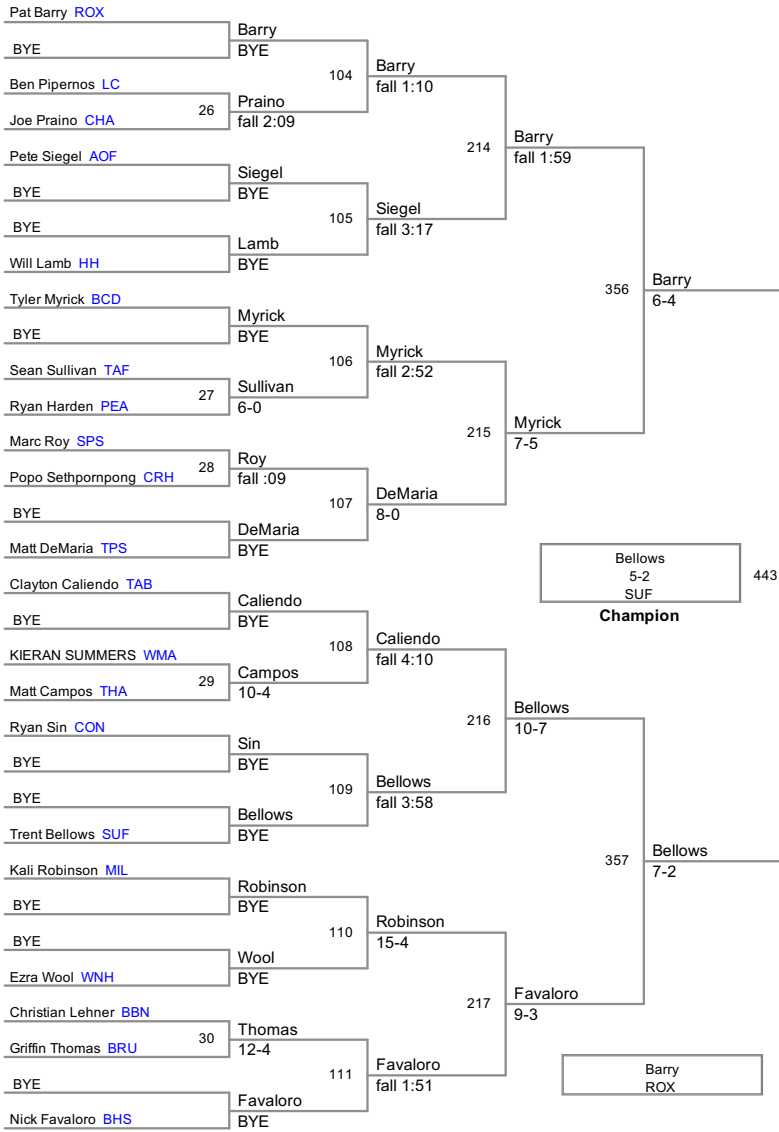 Pat Barry ROX
BYE
Ben Pipernos LC
Joe Praino CHA
Pete Siegel AOF
BYE
BYE
Will Lamb HH
Tyler Myrick BCD
BYE
Sean Sullivan TAF
Ryan Harden PEA
Marc Roy SPS
Popo Sethpornpong CRH
BYE
Matt DeMaria TPS
Clayton Caliendo TAB
BYE
KIERAN SUMMERS WMA
Matt Campos THA
Ryan Sin CON
BYE
BYE
Trent Bellows SUF
Kali Robinson MIL
BYE
BYE
Ezra Wool WNH
Christian Lehner BBN
Griffin Thomas BRU
BYE
Nick Favaloro BHS
Barry
BYE
26
Praino
fall 2:09
Siegel
BYE
Lamb
BYE
Myrick
BYE
27
Sullivan
6-0
28
Roy
fall :09
DeMaria
BYE
Caliendo
BYE
29
Campos
10-4
Sin
BYE
Bellows
BYE
Robinson
BYE
Wool
BYE
30
Thomas
12-4
Favaloro
BYE
104
Barry
fall 1:10
105
Siegel
fall 3:17
106
Myrick
fall 2:52
107
DeMaria
8-0
108
Caliendo
fall 4:10
109
Bellows
fall 3:58
110
Robinson
15-4
111
Favaloro
fall 1:51
214
Barry
fall 1:59
215
Myrick
7-5
216
Bellows
10-7
217
Favaloro
9-3
356
Barry
6-4
357
Bellows
7-2
Bellows
5-2
SUF
443
Champion
Barry
ROX